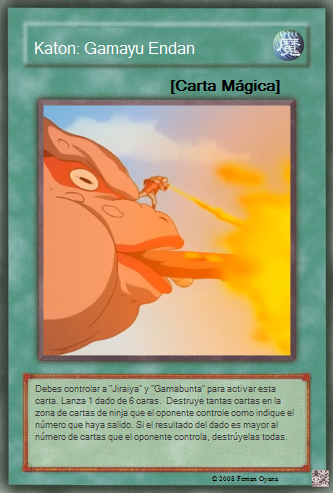 Katon: Gamayu Endan
魔
[Carta Mágica]
Debes controlar a "Jiraiya" y "Gamabunta" para activar esta
carta. Lanza 1 dado de 6 caras. Destruye tantas cartas en la
zona de cartas de ninja que el oponente controle como indique el
número que haya salido. Si el resultado del dado es mayor al
número de cartas que el oponente controla, destrúyelas todas.
© 2008 Fernan Oyana